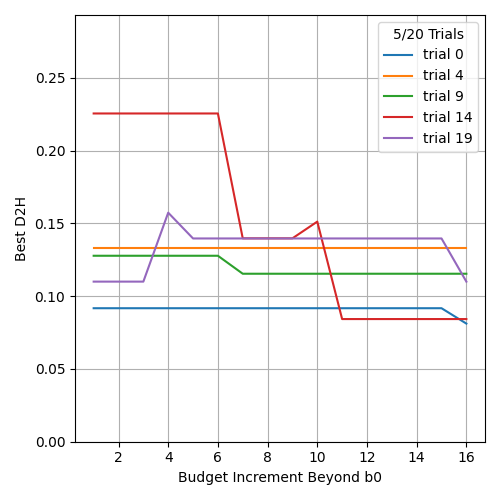 5/20 Trials
trial 0
trial 4
trial 9
trial 14
trial 19
Best D2H
0.25
0.20
0.15
0.10
0.05
0.00
2 4 6 8 10 12 14 16
Budget Increment Beyond b0